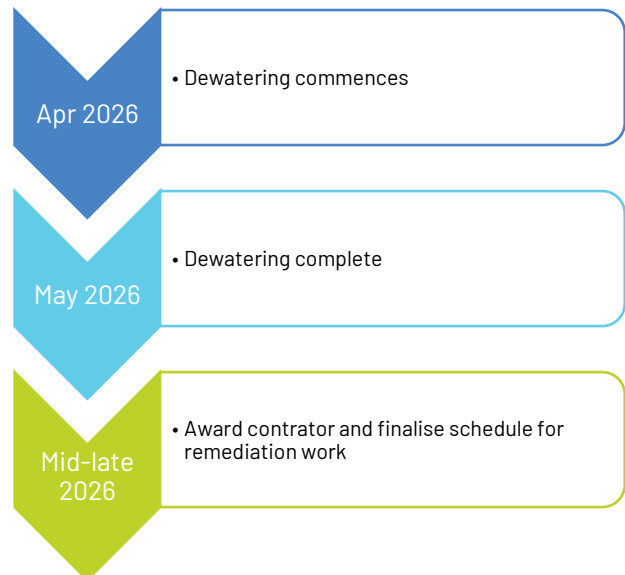 Apr 2026
• Dewatering commences
May 2026
• Dewatering complete
Mid-late
2026
• Award contrator and finalise schedule for
remediation work